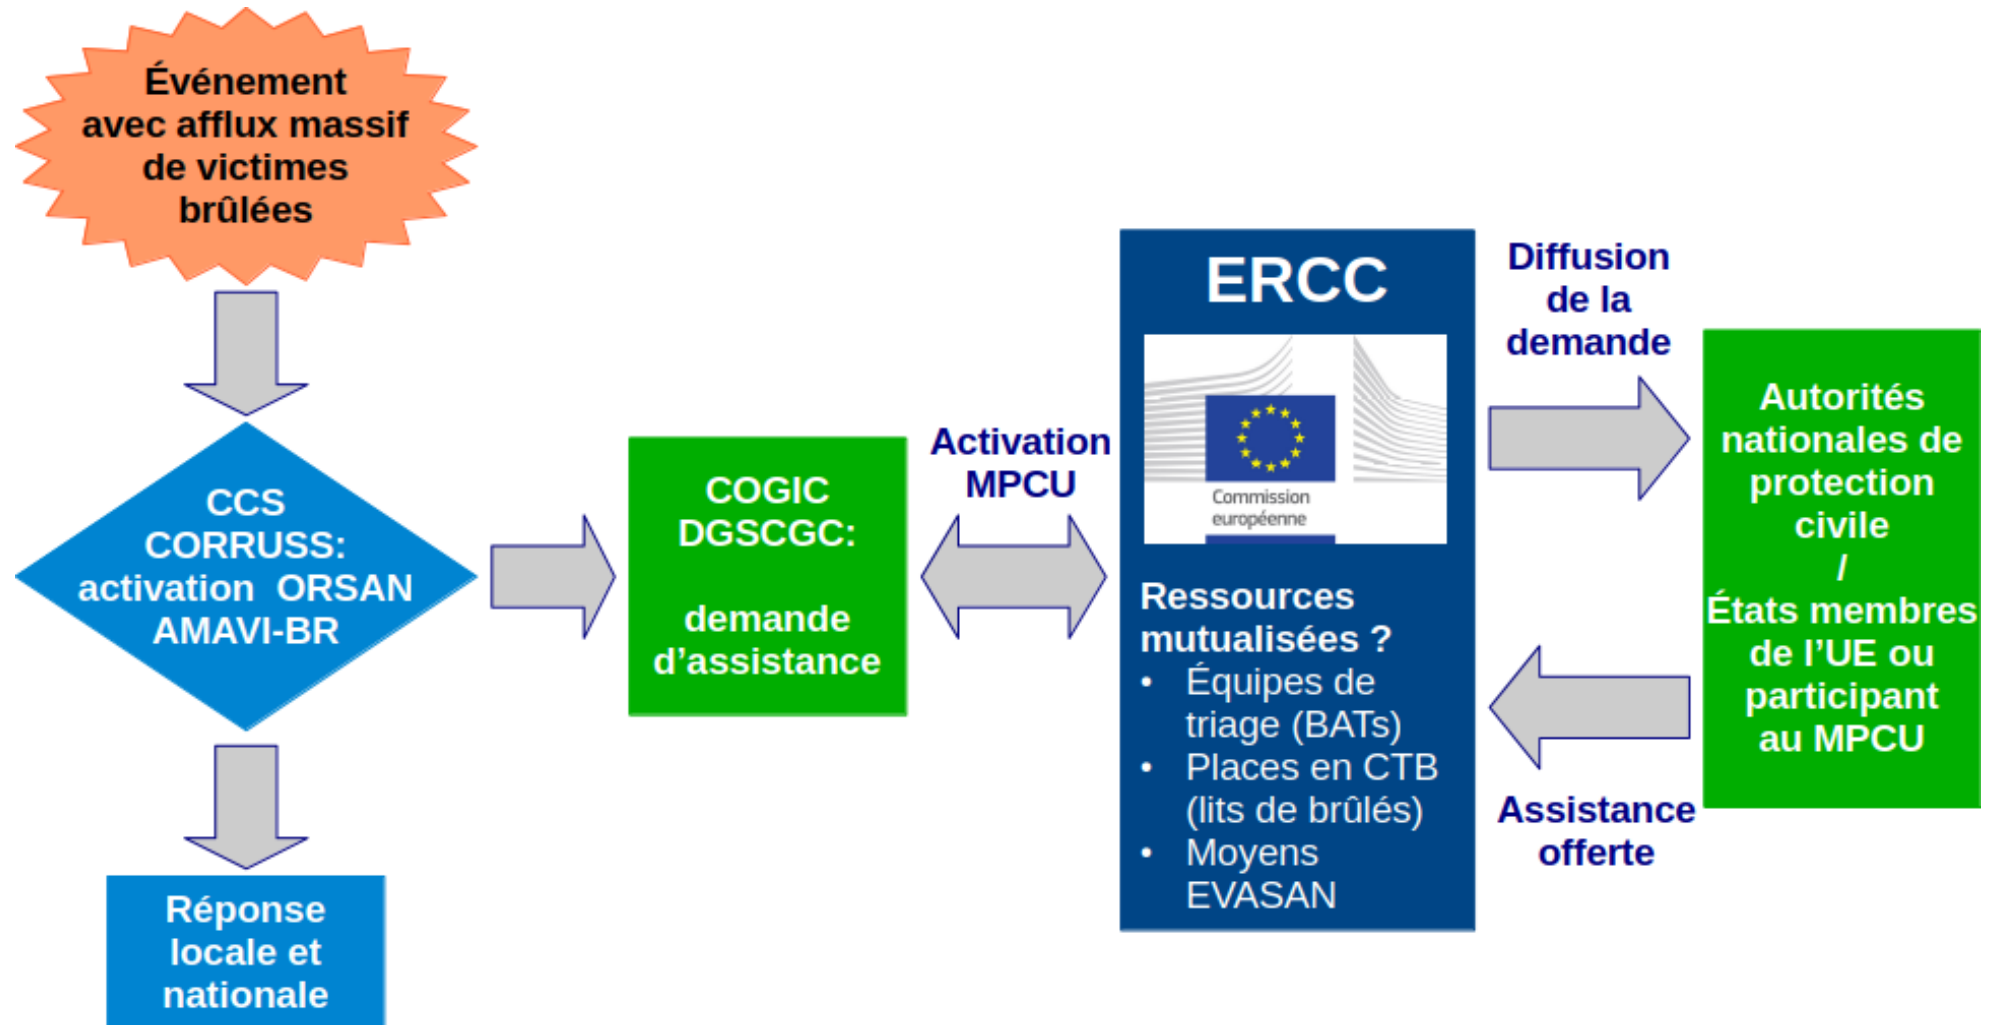 Événement
avec afflux massif
de victimes
brûlées
CCS
CORRUSS:
activation ORSAN
AMAVI-BR
Réponse
locale et
nationale
COGIC
DGSCGC:
demande
d’assistance
Activation
MPCU
ERCC
Commission
européenne
Ressources
mutualisées ?
• Équipes de
triage (BATs)
• Places en CTB
(lits de brûlés)
• Moyens
EVASAN
Diffusion
de la
demande
Assistance
offerte
Autorités
nationales de
protection
civile
/
États membres
de l’UE ou
participant
au MPCU